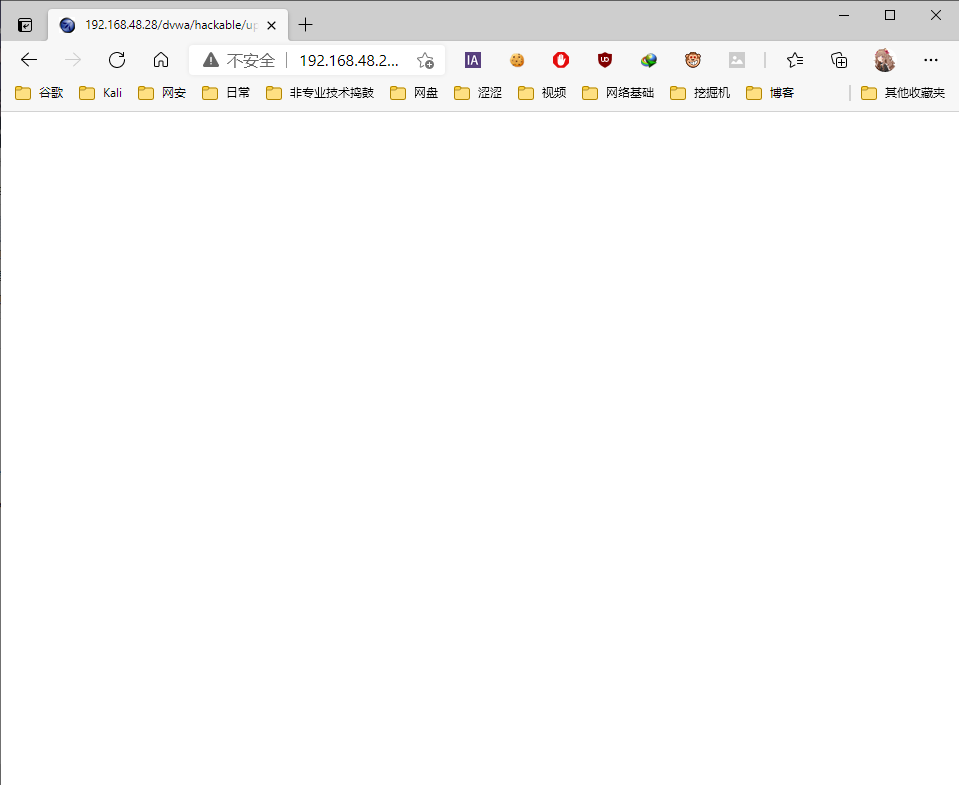 192.168.48.28/dvwa/hackable/up
不安全 192.168.48.2...
IA
UD
谷歌 Kali 网安 日常 非专业技术捣鼓 网盘 涩涩 视频 网络基础 挖掘机 博客 其他收藏夹